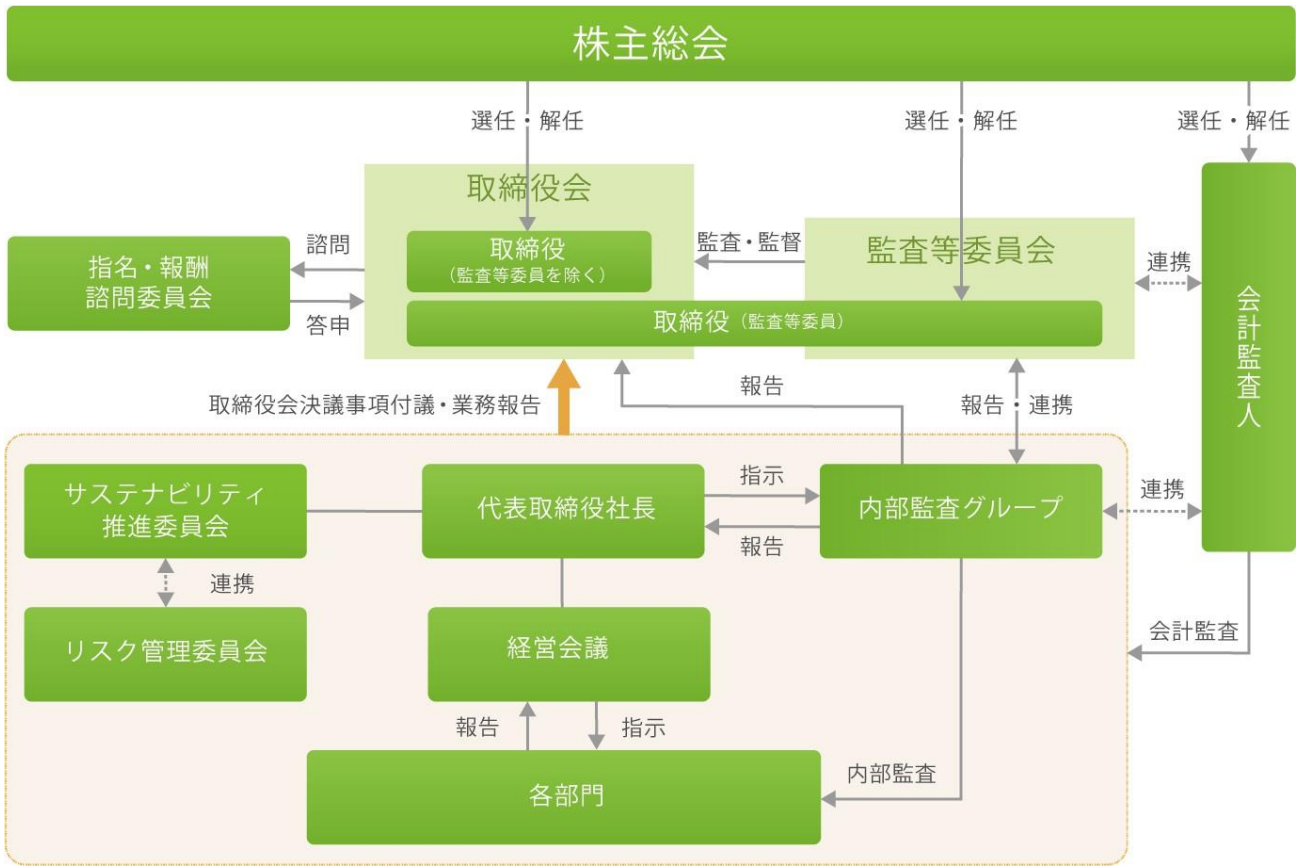 株主総会
選任・解任
選任・解任
選任・解任
取締役会
取締役
（監査等委員を除く）
監査・監督
監査等委員会
連携
諮問
指名・報酬
諮問委員会
答申
取締役（監査等委員）
会計監査人
報告
報告・連携
取締役会決議事項付議・業務報告
サステナビリティ
推進委員会
代表取締役社長
指示
報告
内部監査グループ
連携
連携
リスク管理委員会
経営会議
会計監査
報告
指示
各部門
内部監査